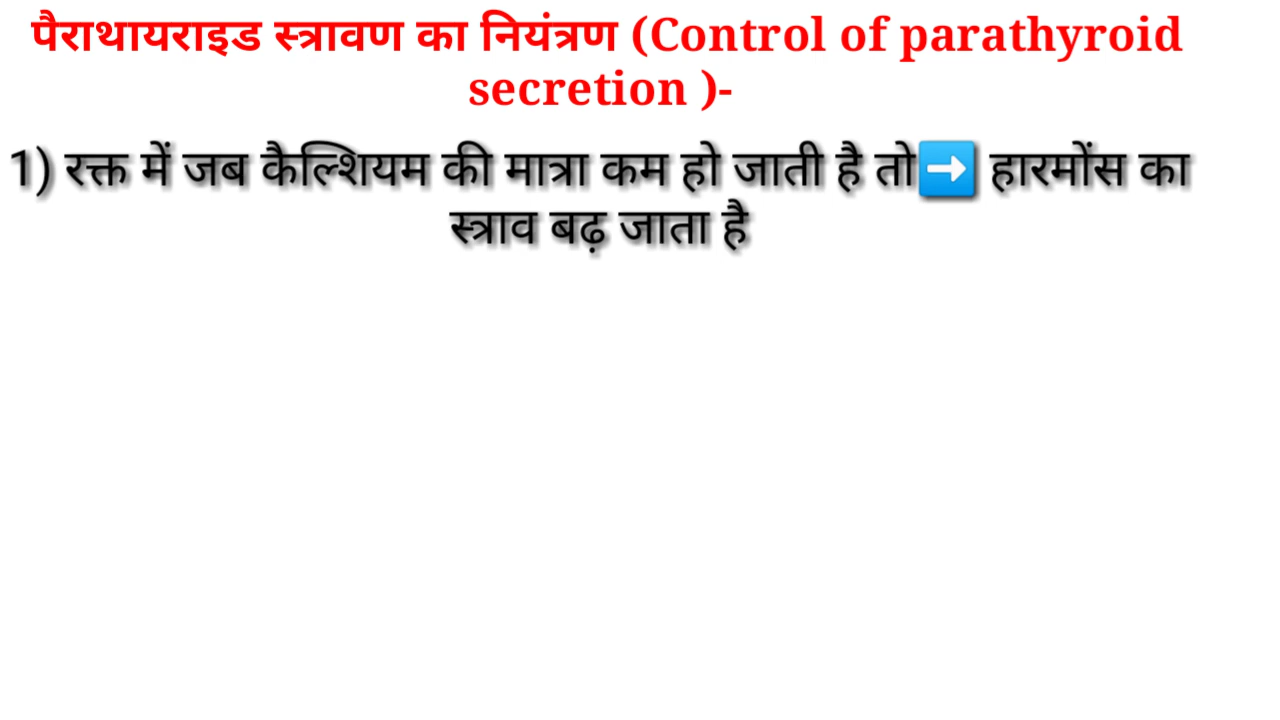 पैराथायराइड स्त्रावण का नियंत्रण (Control of parathyroid
secretion )-
1) रक्त में जब कैल्शियम की मात्रा कम हो जाती है तो➡️ हारमोंस का
स्त्राव बढ़ जाता है